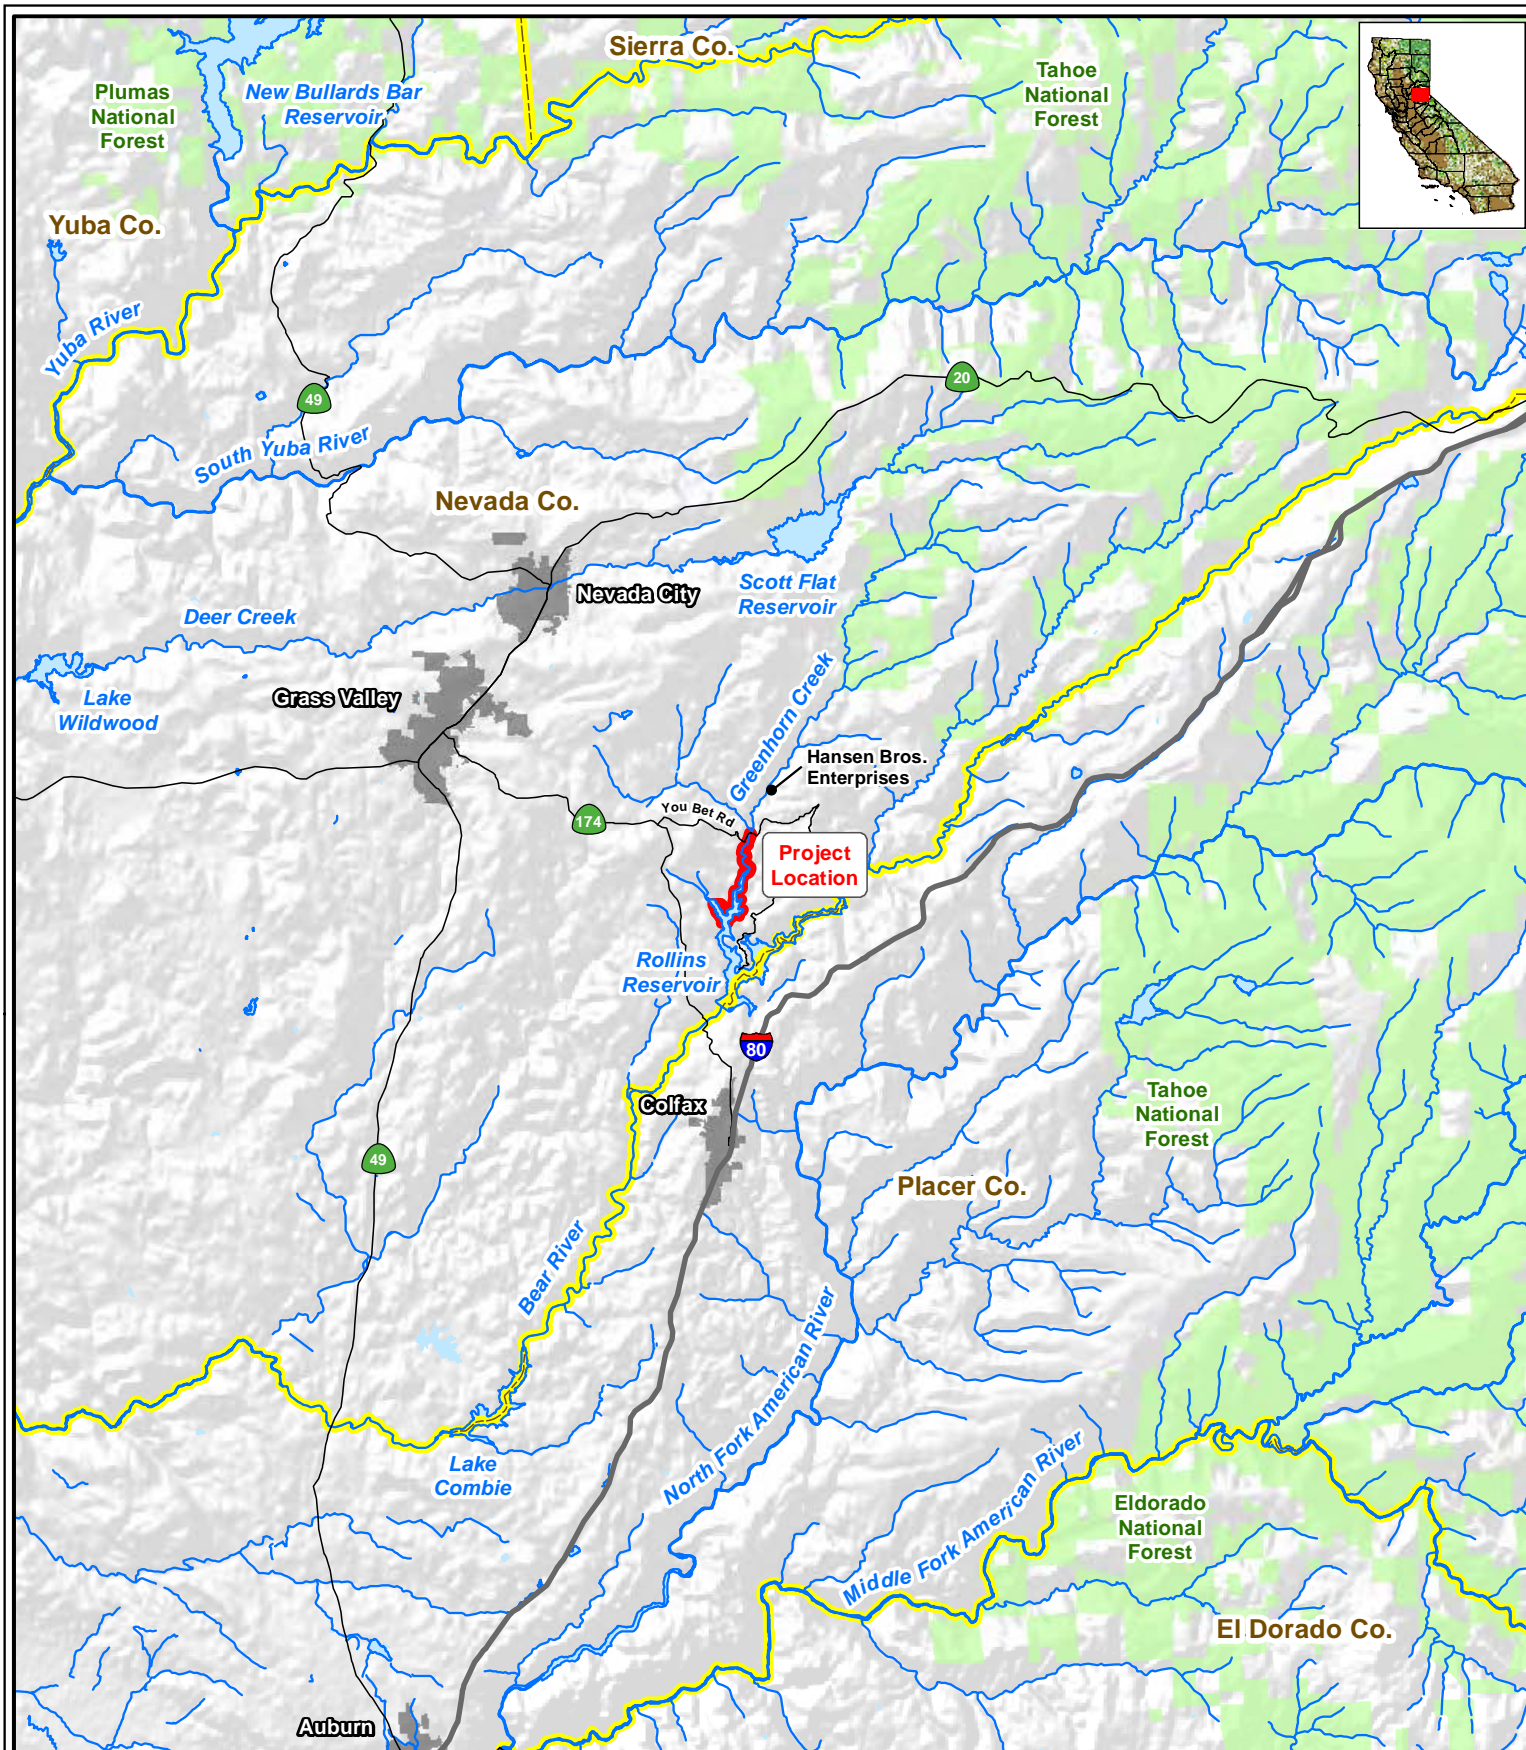 Sierra Co.
Plumas
National
Forest
New Bullards Bar
Reservoir
Tahoe
National
Forest
Yuba Co.
Yuba River
49
20
South Yuba River
Nevada Co.
Nevada City
Scott Flat
Reservoir
Deer Creek
Lake
Wildwood
Grass Valley
Greenhorn Creek
Hansen Bros.
Enterprises
You Bet Rd
174
Project
Location
Rollins
Reservoir
80
Colfax
Tahoe
National
Forest
49
Placer Co.
Bear River
North Fork American River
Lake
Combie
Middle Fork American River
Eldorado
National
Forest
El Dorado Co.
Auburn